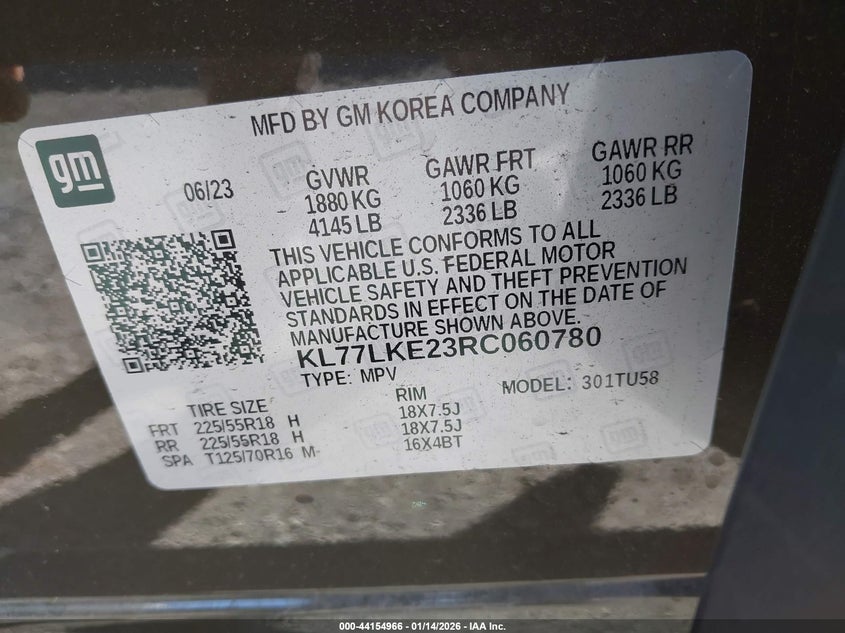 MFD BY GM KOREA COMPANY
gm
06/23
GVWR
1880 KG
4145 LB
GAWR FRT
1060 KG
2336 LB
GAWR RR
1060 KG
2336 LB
THIS VEHICLE CONFORMS TO ALL
APPLICABLE U.S. FEDERAL MOTOR
VEHICLE SAFETY AND THEFT PREVENTION
STANDARDS IN EFFECT ON THE DATE OF
MANUFACTURE SHOWN ABOVE.
KL77LKE23RC060780
TYPE: MPV MODEL: 301TU58
TIRE SIZE RIM
FRT 225/55R18 H 18X7.5J
RR 225/55R18 H 18X7.5J
SPA T125/70R16 M 16X4BT
000-44154966 - 01/14/2026 - IAA Inc.